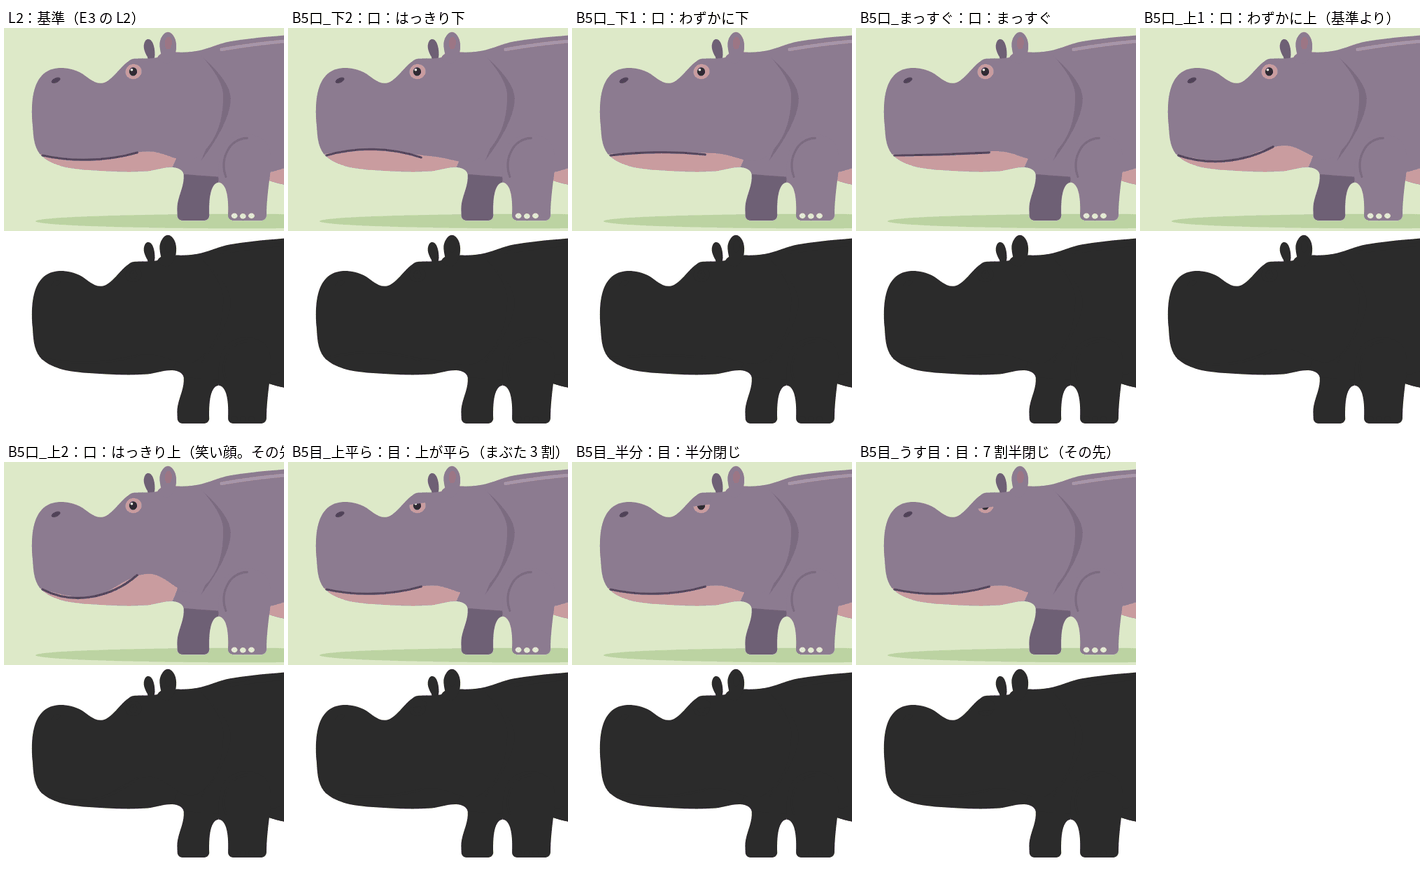 L2：基準（E3 の L2）
B5口_下2：口：はっきり下
B5口_下1：口：わずかに下
B5口_まっすぐ：口：まっすぐ
B5口_上1：口：わずかに上（基準より）
B5口_上2：口：はっきり上（笑い顔。その
B5目_上平ら：目：上が平ら（まぶた 3 割）
B5目_半分：目：半分閉じ
B5目_うす目：目：7 割半閉じ（その先）